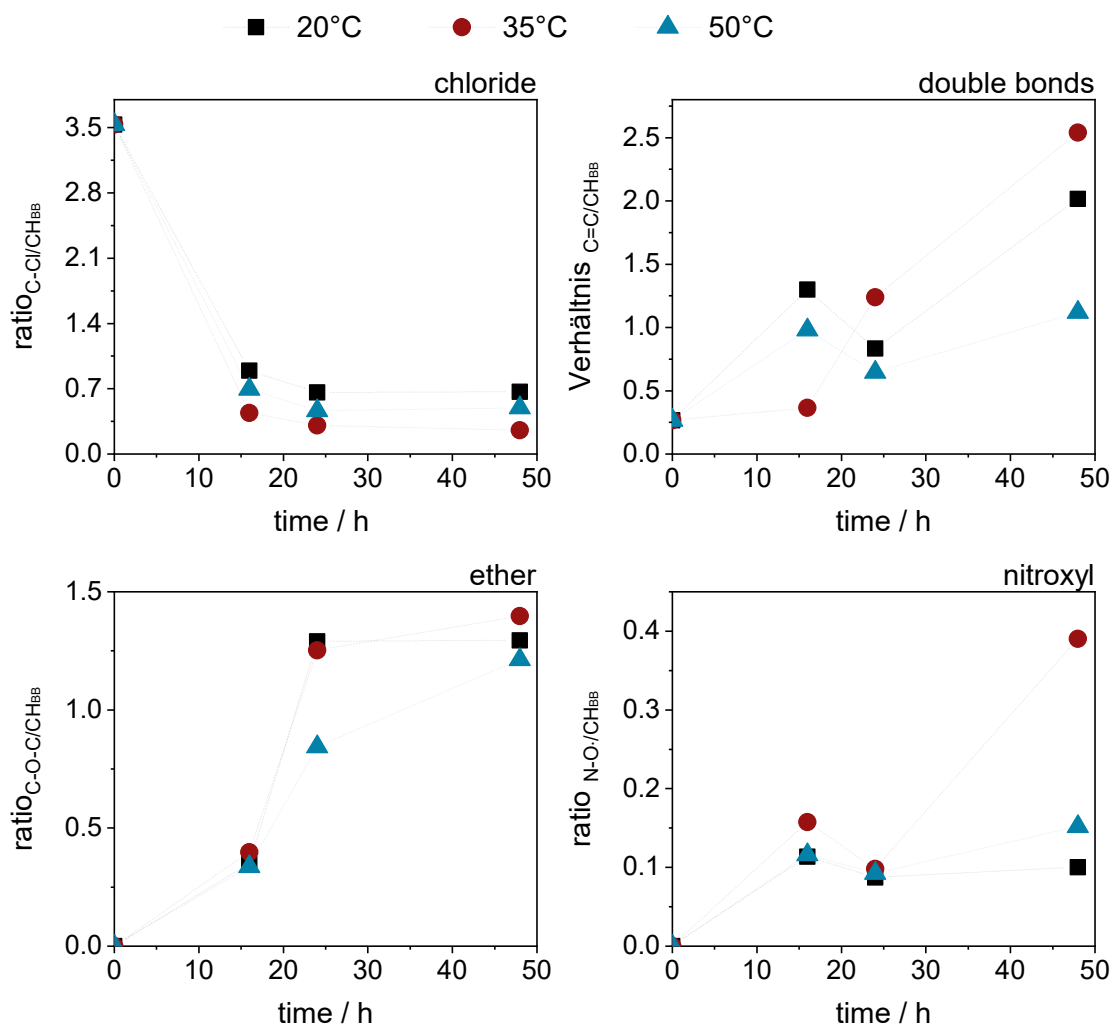 20°C 35°C 50°C
chloride
ratio C-Cl/CHBB
3.5
2.8
2.1
1.4
0.7
0.0
0 10 20 30 40 50
time / h
double bonds
Verhältnis C=C/CHBB
2.5
2.0
1.5
1.0
0.5
0.0
0 10 20 30 40 50
time / h
ether
ratio C-O-C/CHBB
1.5
1.0
0.5
0.0
0 10 20 30 40 50
time / h
nitroxyl
ratio N-O·/CHBB
0.4
0.3
0.2
0.1
0.0
0 10 20 30 40 50
time / h